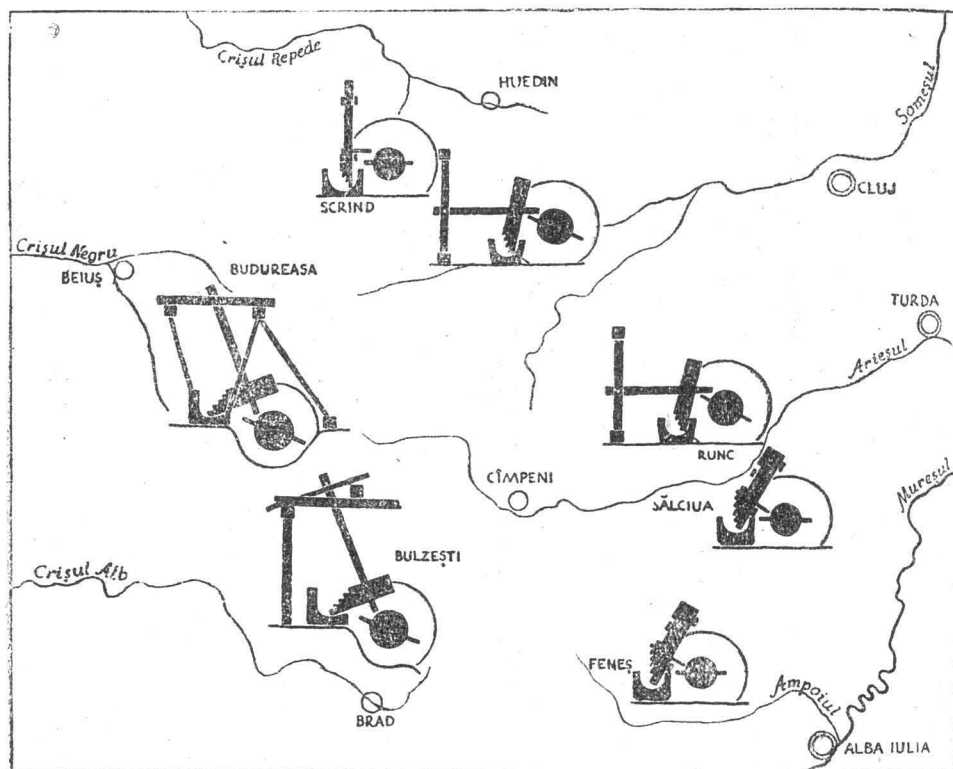 Crișul Repede
HUEDIN
Someșul
CLUJ
SCRIND
Crișul Negru
BEIUȘ
BUDUREASA
TURDA
Arieșul
RUNC
CÎMPENI
SĂLCIUA
Mureșul
BULZEȘTI
Crișul Alb
FENEȘ
Ampoiul
BRAD
ALBA IULIA